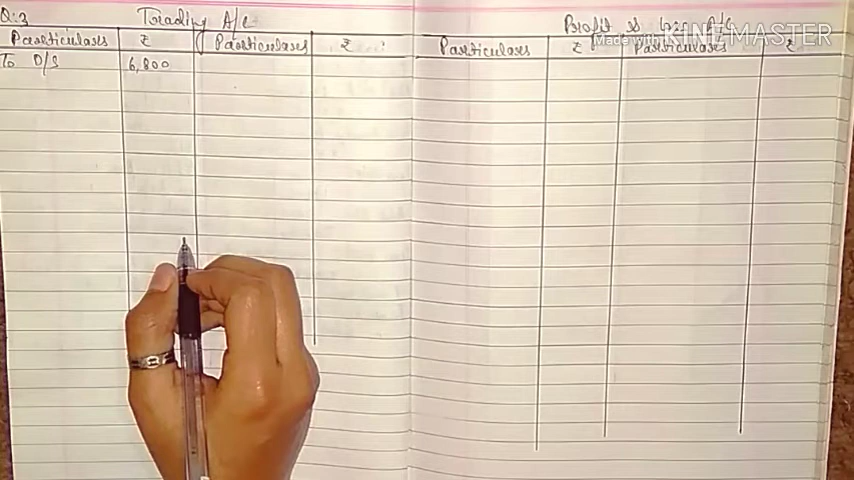 Q:3 Trading A/c
Particulars ₹ Particulars ₹
To O/S 6,800
Profit & Loss A/c
Made with KINEMASTER
Particulars ₹ Particulars ₹